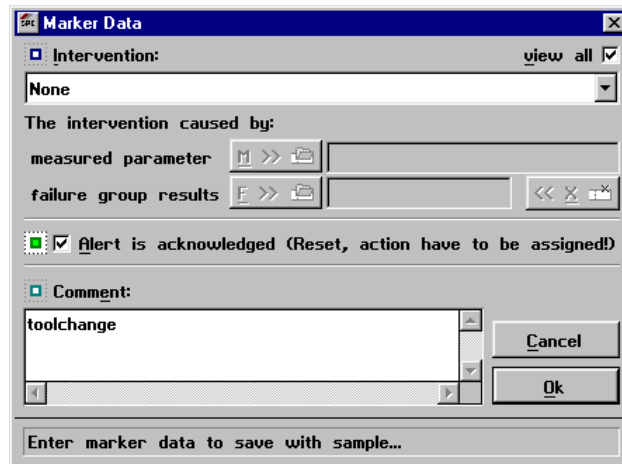 SPC Marker Data
Intervention: view all
None
The intervention caused by:
measured parameter M >>
failure group results F >> << X
Alert is acknowledged (Reset, action have to be assigned!)
Comment:
toolchange
Cancel
Ok
Enter marker data to save with sample...